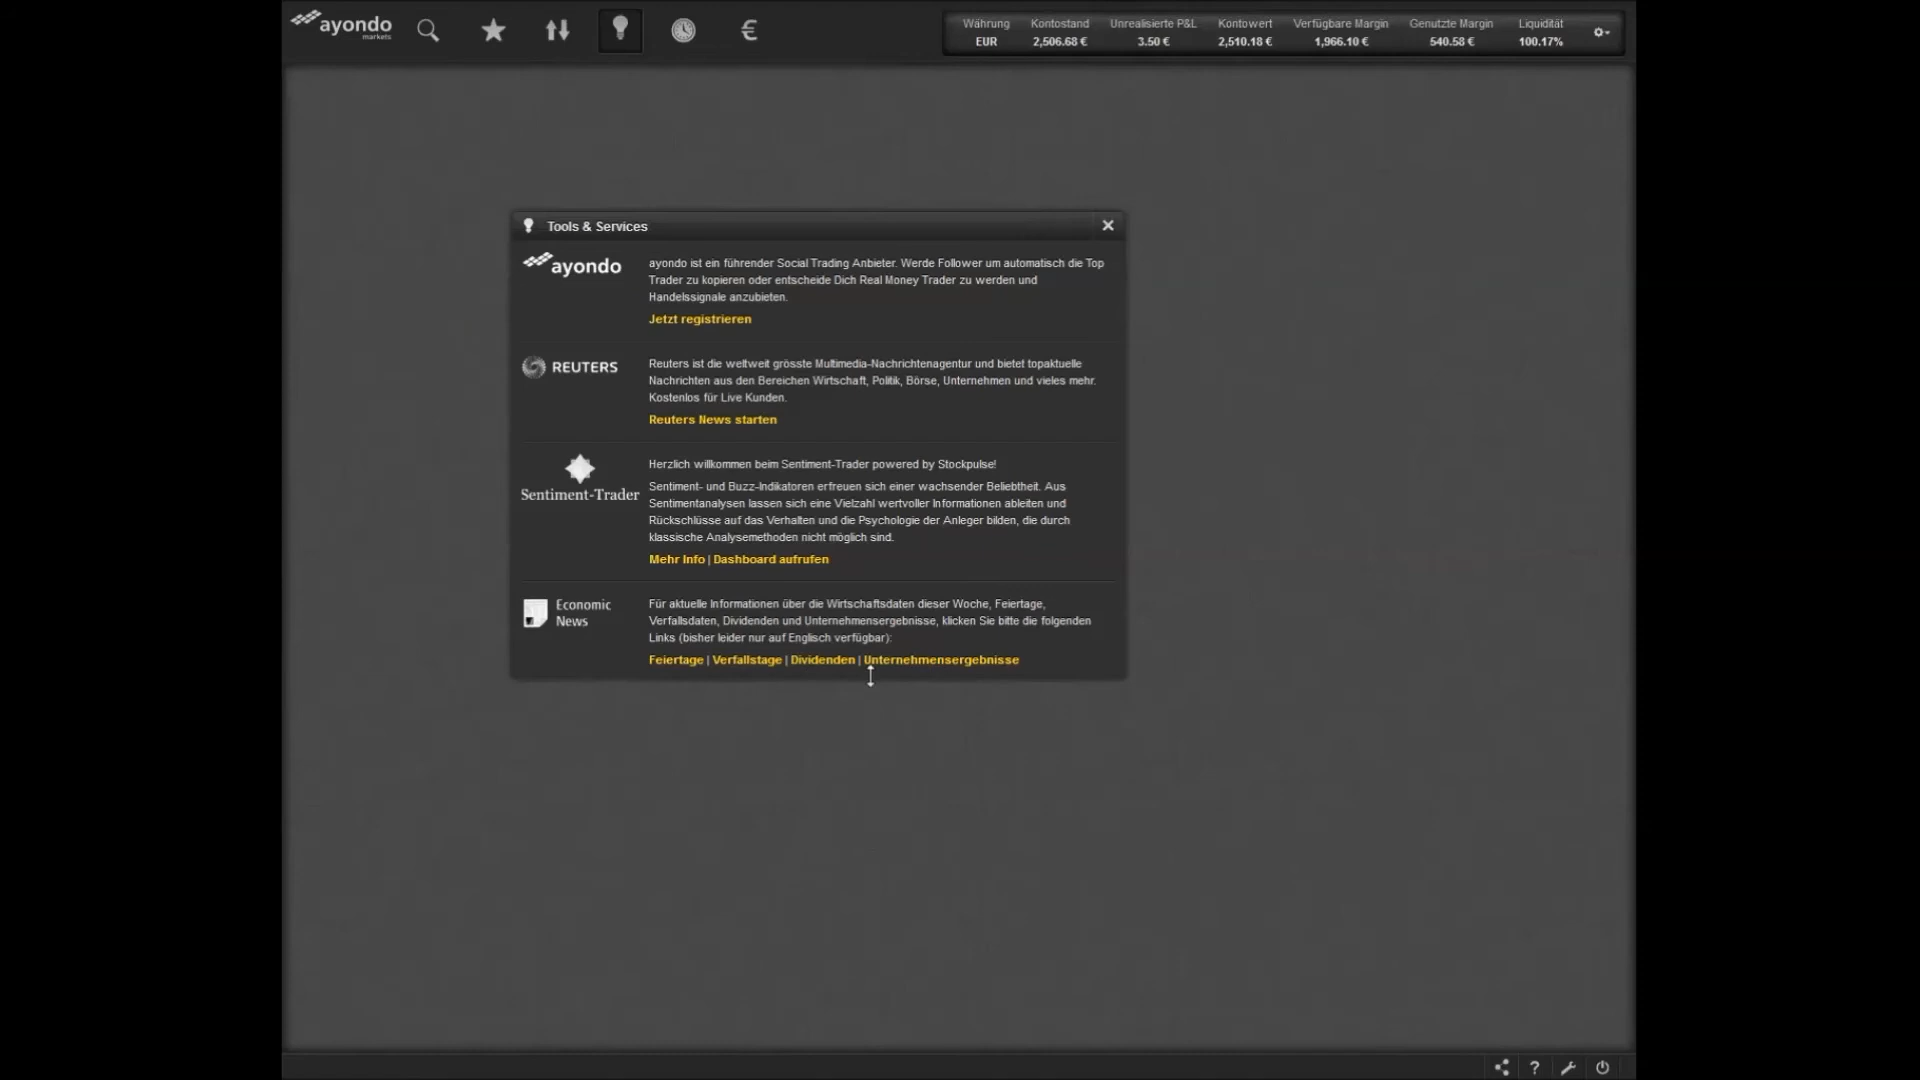 ayondo
markets
Währung Kontostand Unrealisierte P&L Kontowert Verfügbare Margin Genutzte Margin Liquidität
EUR 2,506.68 € 3.50 € 2,510.18 € 1,966.10 € 540.58 € 100.17%
Tools & Services
ayondo
ayondo ist ein führender Social Trading Anbieter. Werde Follower um automatisch die Top
Trader zu kopieren oder entscheide Dich Real Money Trader zu werden und
Handelssignale anzubieten.
Jetzt registrieren
REUTERS
Reuters ist die weltweit grösste Multimedia-Nachrichtenagentur und bietet topaktuelle
Nachrichten aus den Bereichen Wirtschaft, Politik, Börse, Unternehmen und vieles mehr.
Kostenlos für Live Kunden.
Reuters News starten
Sentiment-Trader
Herzlich willkommen beim Sentiment-Trader powered by Stockpulse!
Sentiment- und Buzz-Indikatoren erfreuen sich einer wachsender Beliebtheit. Aus
Sentimentanalysen lassen sich eine Vielzahl wertvoller Informationen ableiten und
Rückschlüsse auf das Verhalten und die Psychologie der Anleger bilden, die durch
klassische Analysemethoden nicht möglich sind.
Mehr Info | Dashboard aufrufen
Economic
News
Für aktuelle Informationen über die Wirtschaftsdaten dieser Woche, Feiertage,
Verfallsdaten, Dividenden und Unternehmensergebnisse, klicken Sie bitte die folgenden
Links (bisher leider nur auf Englisch verfügbar):
Feiertage | Verfallstage | Dividenden | Unternehmensergebnisse